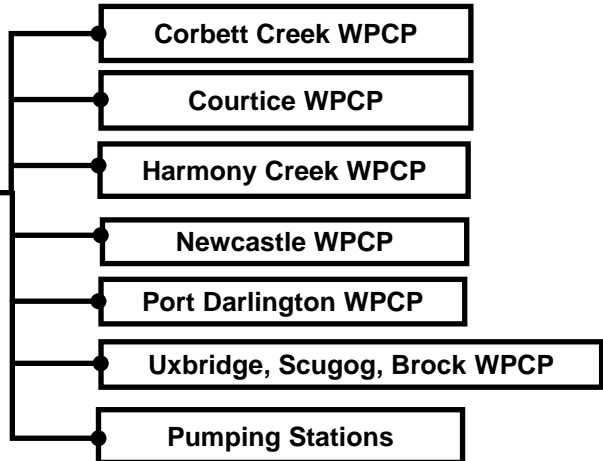 Corbett Creek WPCP
Courtice WPCP
Harmony Creek WPCP
Newcastle WPCP
Port Darlington WPCP
Uxbridge, Scugog, Brock WPCP
Pumping Stations